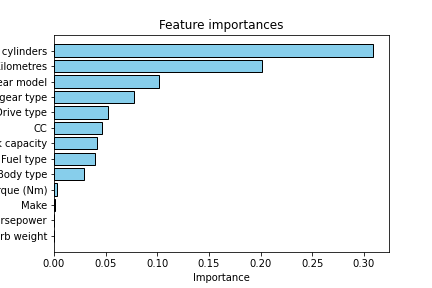 Feature importances
cylinders
ilometres
ear model
gear type
Drive type
CC
capacity
Fuel type
Body type
rque (Nm)
Make
rsepower
rb weight
0.00 0.05 0.10 0.15 0.20 0.25 0.30
Importance